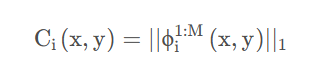 C_i(x, y) = ||ϕ_i^{1:M}(x, y)||_1